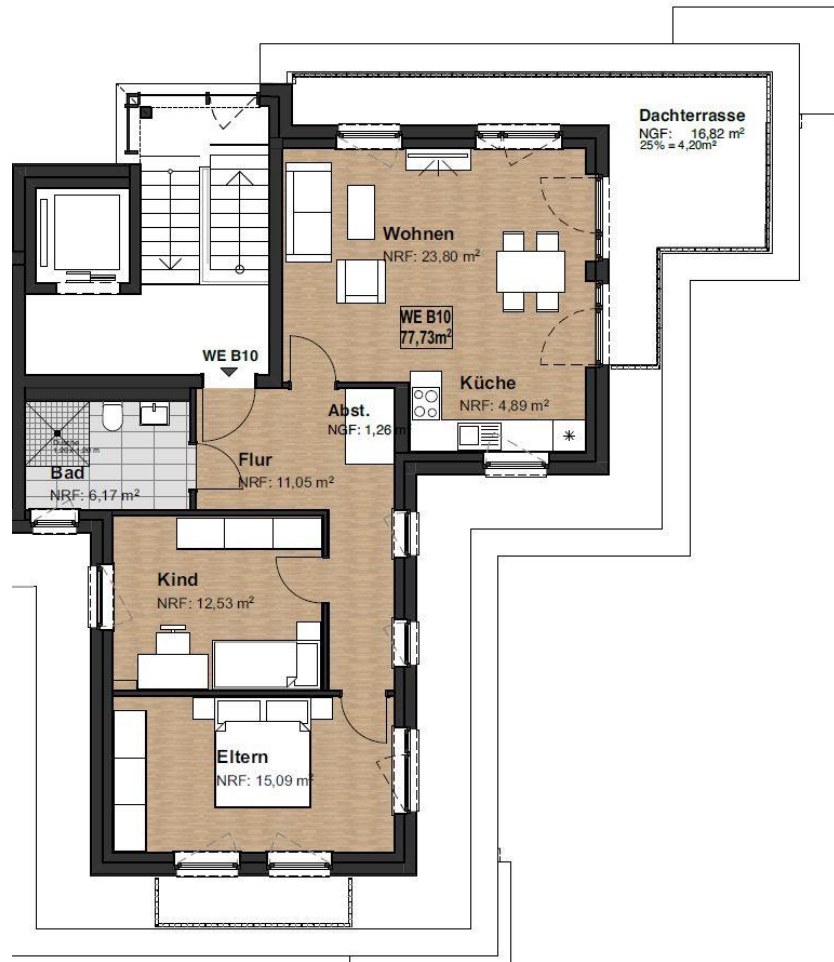 Dachterrasse
NGF: 16,82 m²
25% = 4,20m²
Wohnen
NRF: 23,80 m²
WE B10
77,73m²
WE B10
Küche
NRF: 4,89 m²
Abst.
NGF: 1,26 m
Flur
NRF: 11,05 m²
Bad
NRF: 6,17 m²
Kind
NRF: 12,53 m²
Eltern
NRF: 15,09 m²